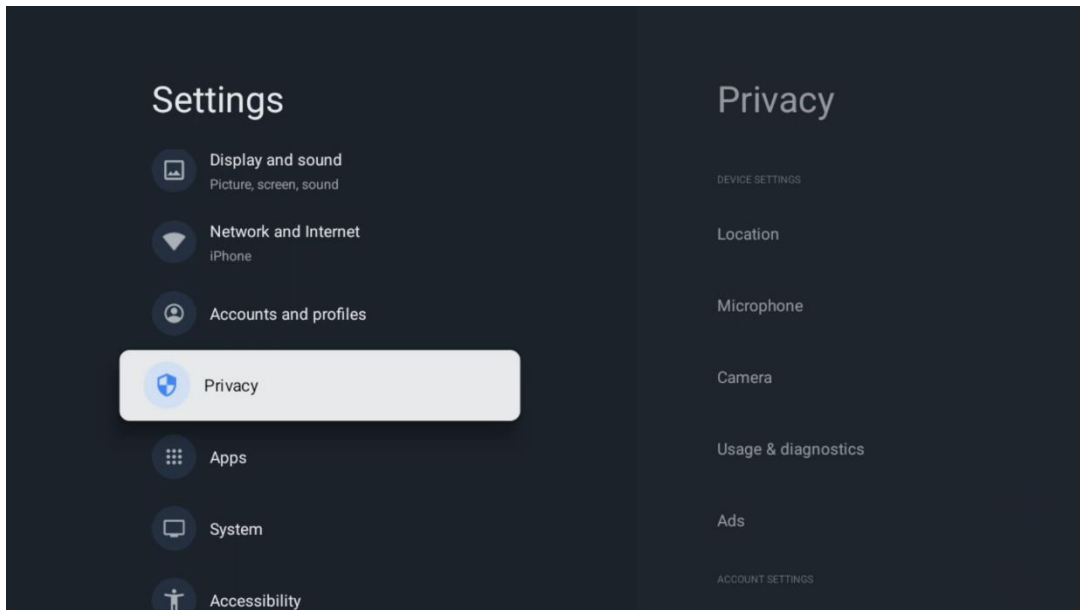 Settings
Display and sound
Picture, screen, sound
Network and Internet
iPhone
Accounts and profiles
Privacy
Apps
System
Accessibility
Privacy
DEVICE SETTINGS
Location
Microphone
Camera
Usage & diagnostics
Ads
ACCOUNT SETTINGS